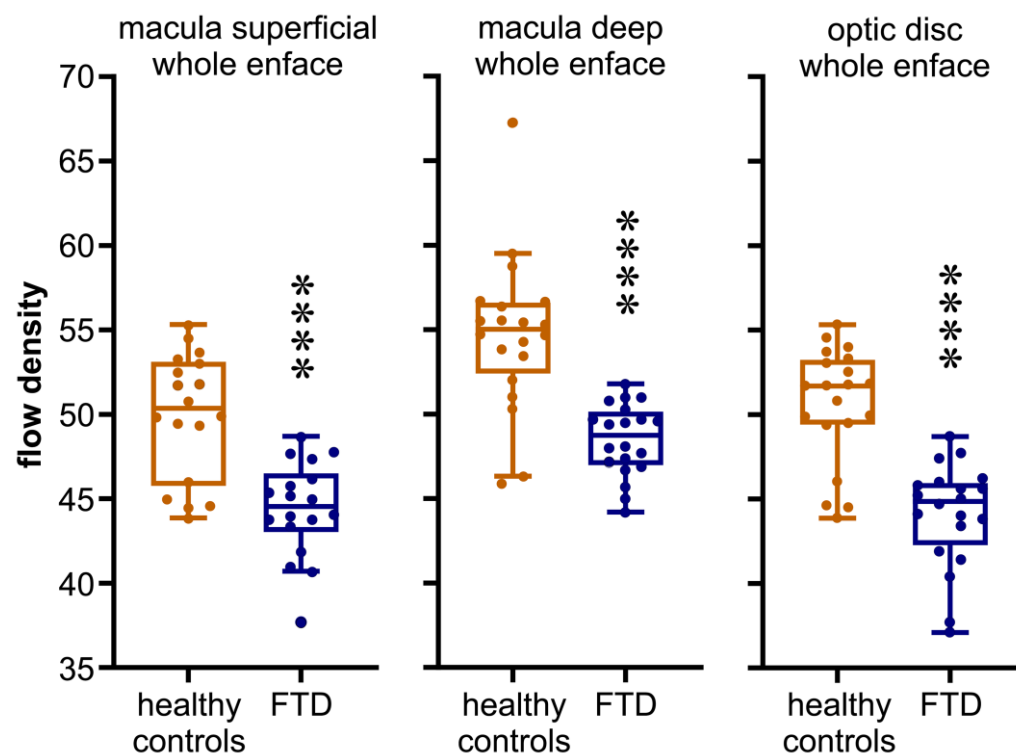 macula superficial
whole enface
macula deep
whole enface
optic disc
whole enface
flow density
70
65
60
55
50
45
40
35
****
****
****
healthy
controls
FTD
healthy
controls
FTD
healthy
controls
FTD